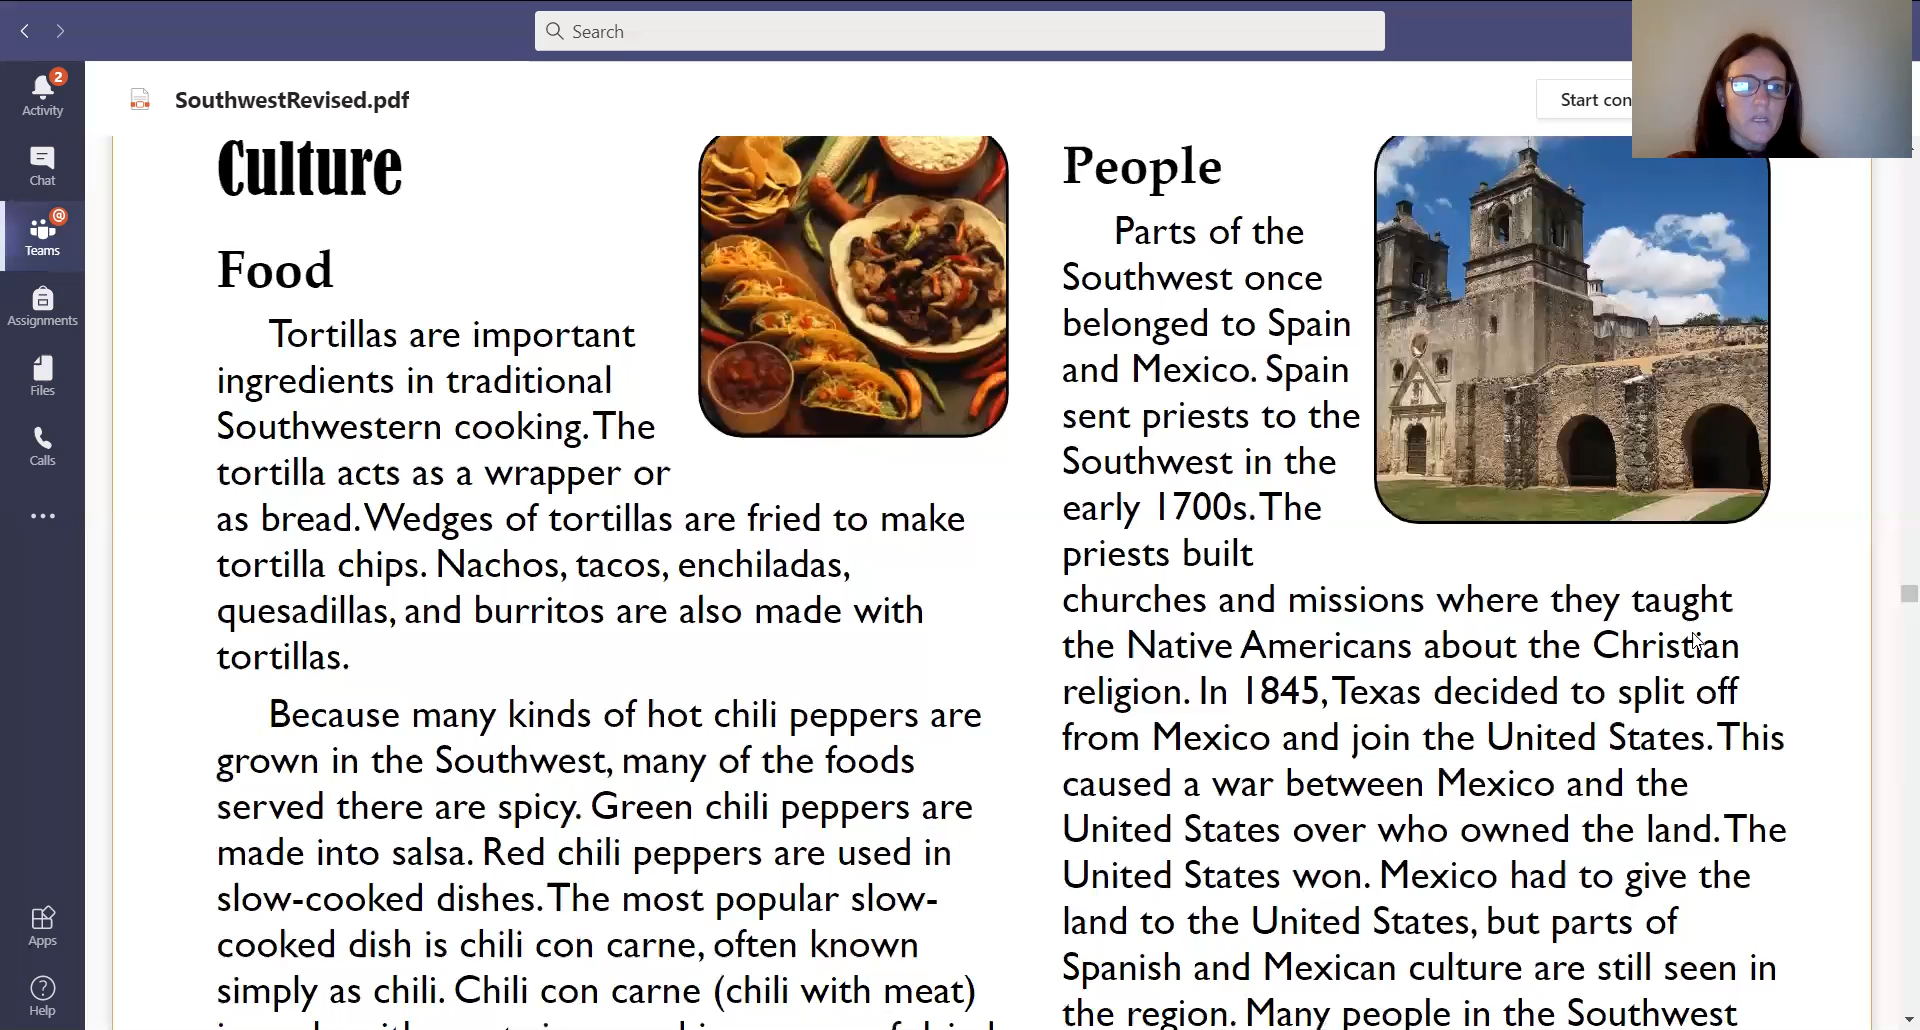 Search
Activity
2
Chat
Teams
@
Assignments
Files
Calls
Apps
Help
SouthwestRevised.pdf
Start con
Culture
Food
Tortillas are important
ingredients in traditional
Southwestern cooking. The
tortilla acts as a wrapper or
as bread. Wedges of tortillas are fried to make
tortilla chips. Nachos, tacos, enchiladas,
quesadillas, and burritos are also made with
tortillas.
Because many kinds of hot chili peppers are
grown in the Southwest, many of the foods
served there are spicy. Green chili peppers are
made into salsa. Red chili peppers are used in
slow-cooked dishes. The most popular slow-
cooked dish is chili con carne, often known
simply as chili. Chili con carne (chili with meat)
People
Parts of the
Southwest once
belonged to Spain
and Mexico. Spain
sent priests to the
Southwest in the
early 1700s. The
priests built
churches and missions where they taught
the Native Americans about the Christian
religion. In 1845, Texas decided to split off
from Mexico and join the United States. This
caused a war between Mexico and the
United States over who owned the land. The
United States won. Mexico had to give the
land to the United States, but parts of
Spanish and Mexican culture are still seen in
the region. Many people in the Southwest